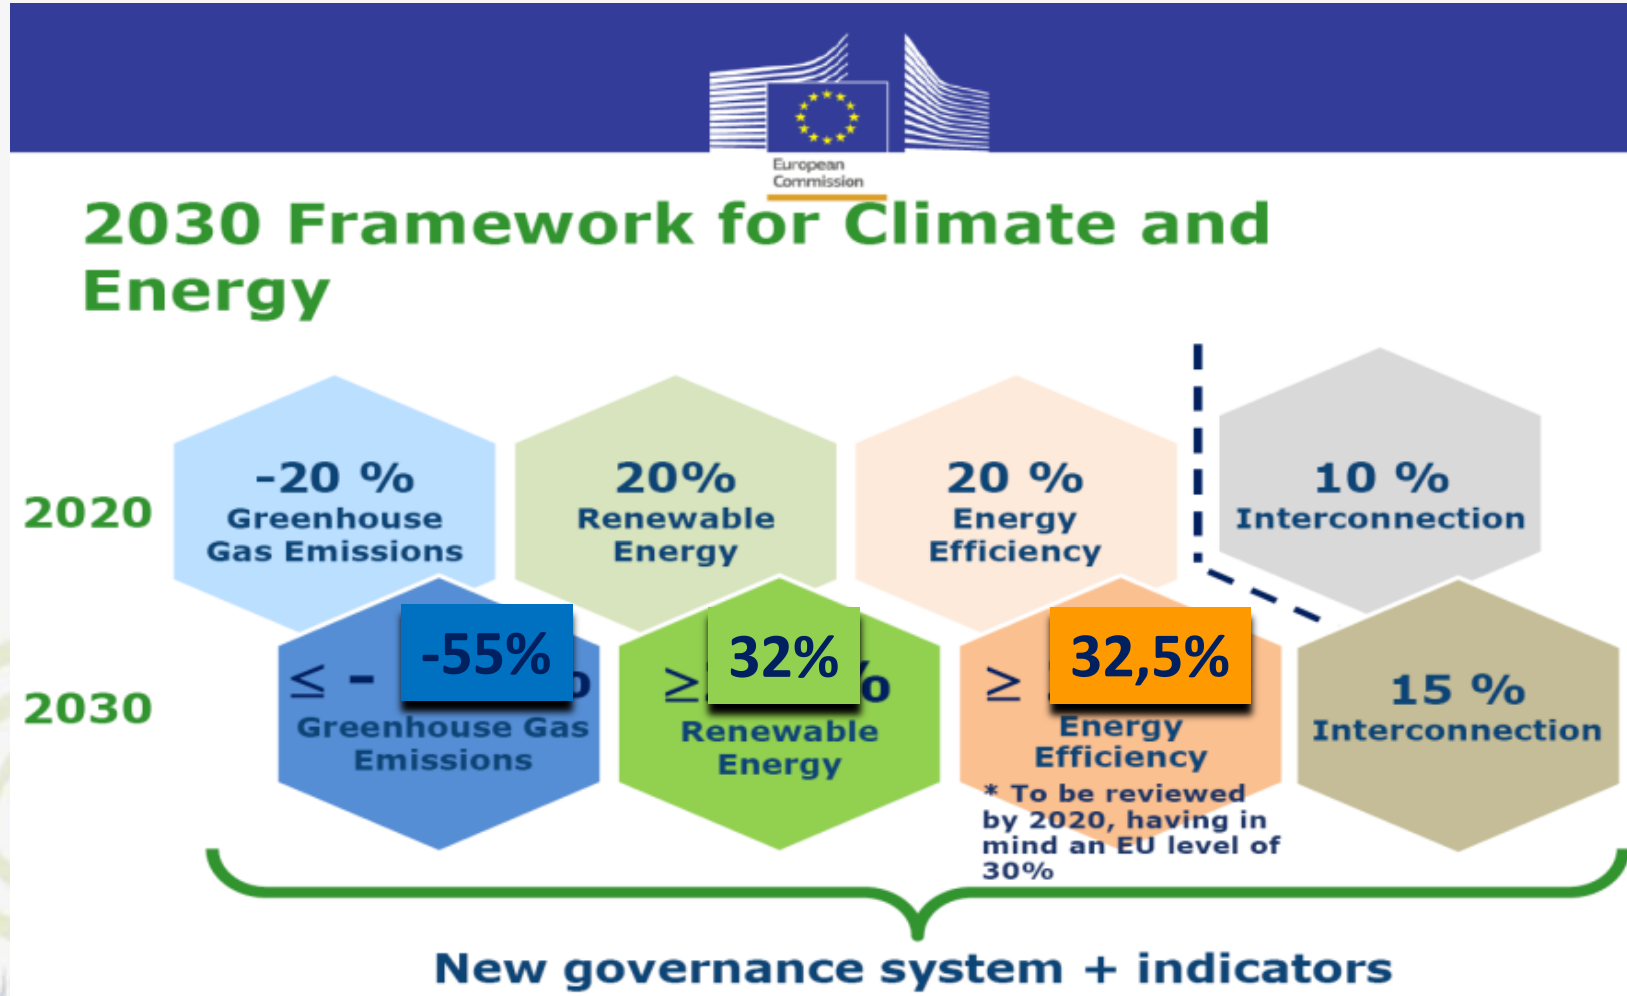 European
Commission
2030 Framework for Climate and
Energy
2020
-20 %
Greenhouse
Gas Emissions
20%
Renewable
Energy
20 %
Energy
Efficiency
10 %
Interconnection
2030
≤ -
-55%
Greenhouse Gas
Emissions
≥
32%
%
Renewable
Energy
≥
32,5%
Energy
Efficiency
* To be reviewed
by 2020, having in
mind an EU level of
30%
15 %
Interconnection
New governance system + indicators